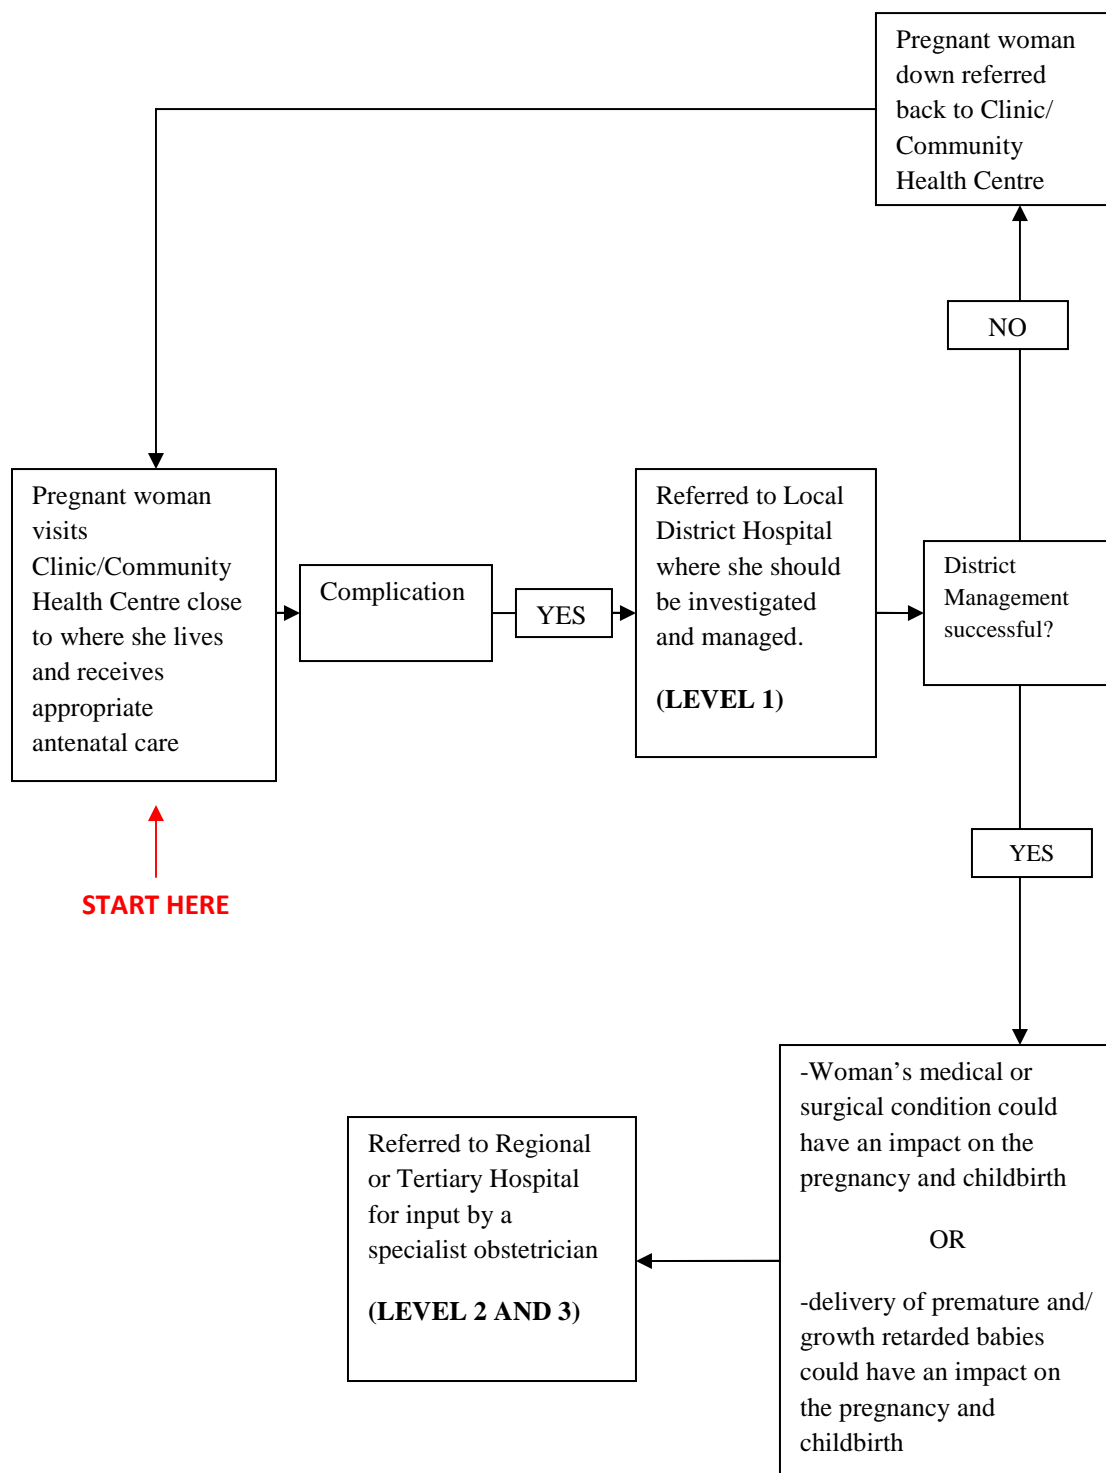 Pregnant woman
down referred
back to Clinic/
Community
Health Centre
NO
Pregnant woman
visits
Clinic/Community
Health Centre close
to where she lives
and receives
appropriate
antenatal care
Complication
YES
Referred to Local
District Hospital
where she should
be investigated
and managed.
(LEVEL 1)
District
Management
successful?
YES
START HERE
-Woman’s medical or
surgical condition could
have an impact on the
pregnancy and childbirth
OR
-delivery of premature and/
growth retarded babies
could have an impact on
the pregnancy and
childbirth
Referred to Regional
or Tertiary Hospital
for input by a
specialist obstetrician
(LEVEL 2 AND 3)